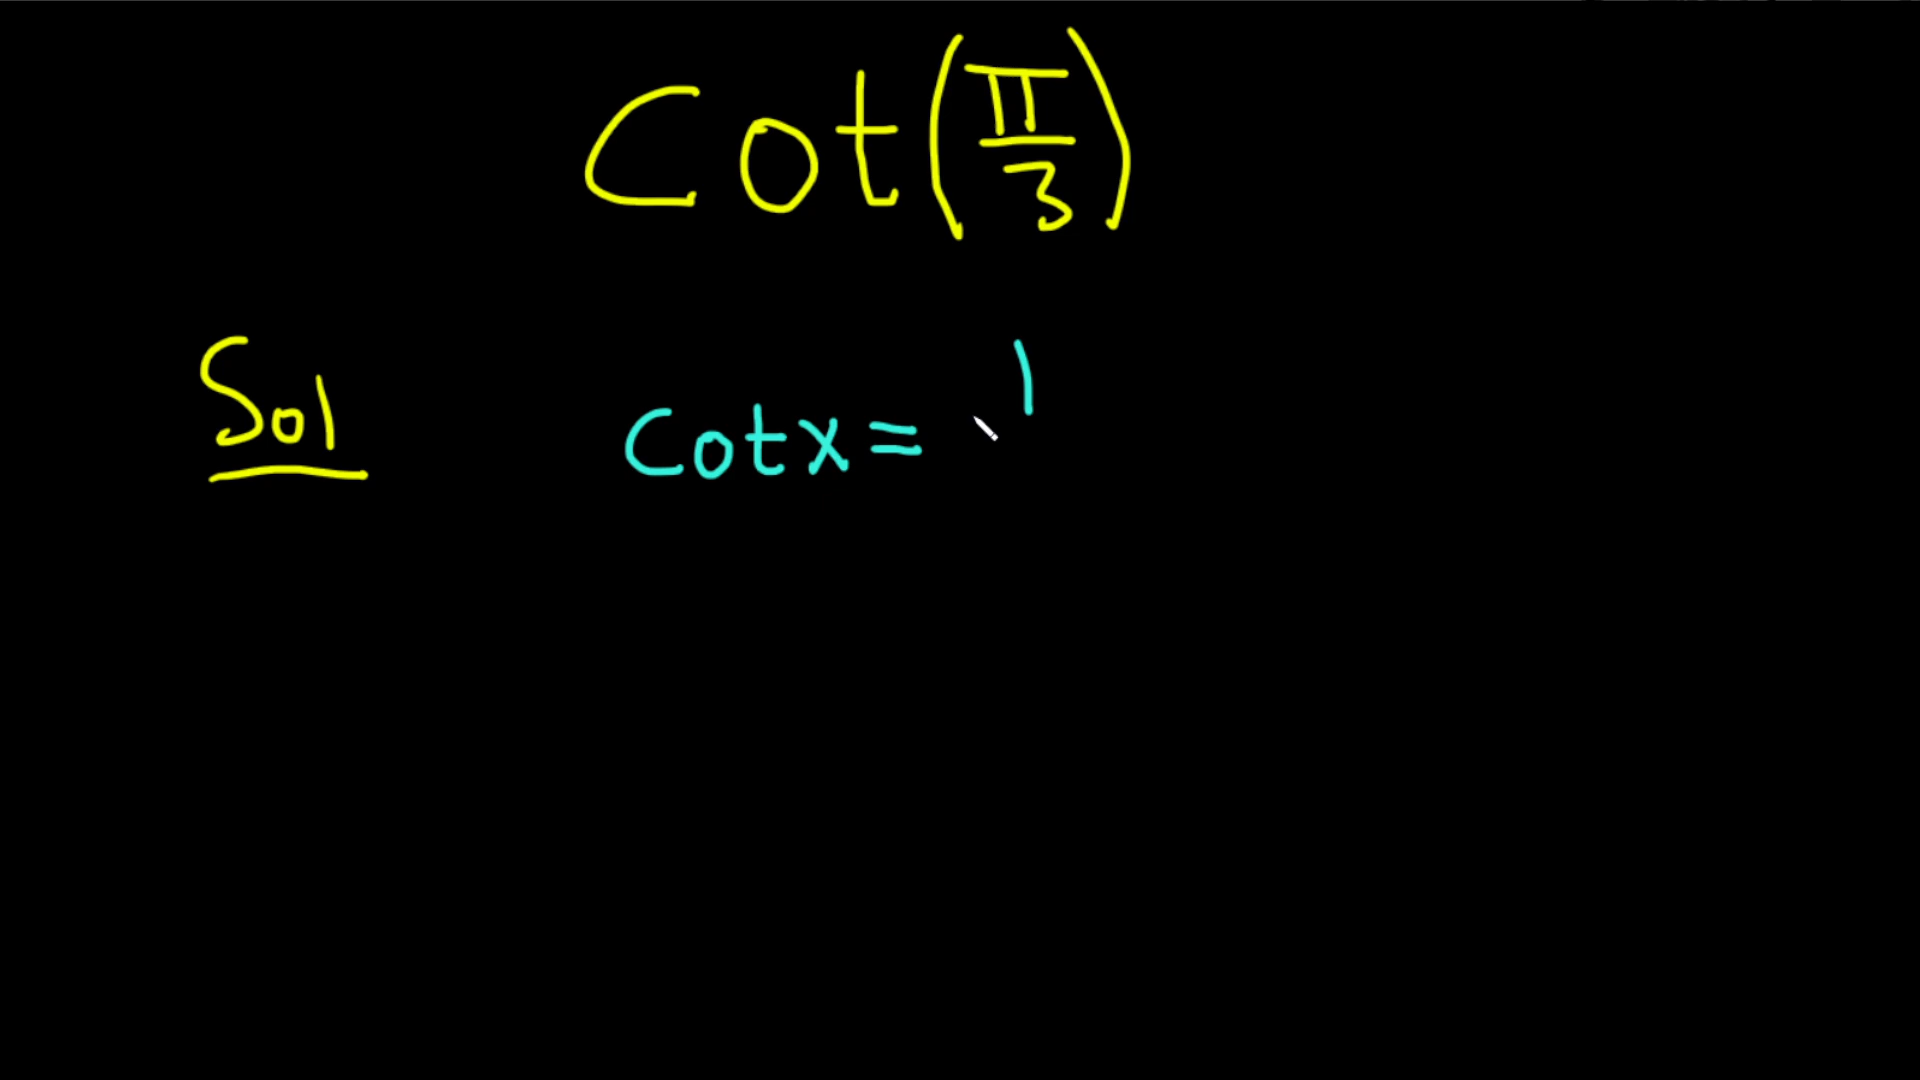 Cot(π/3)
Sol
Cotx= 1